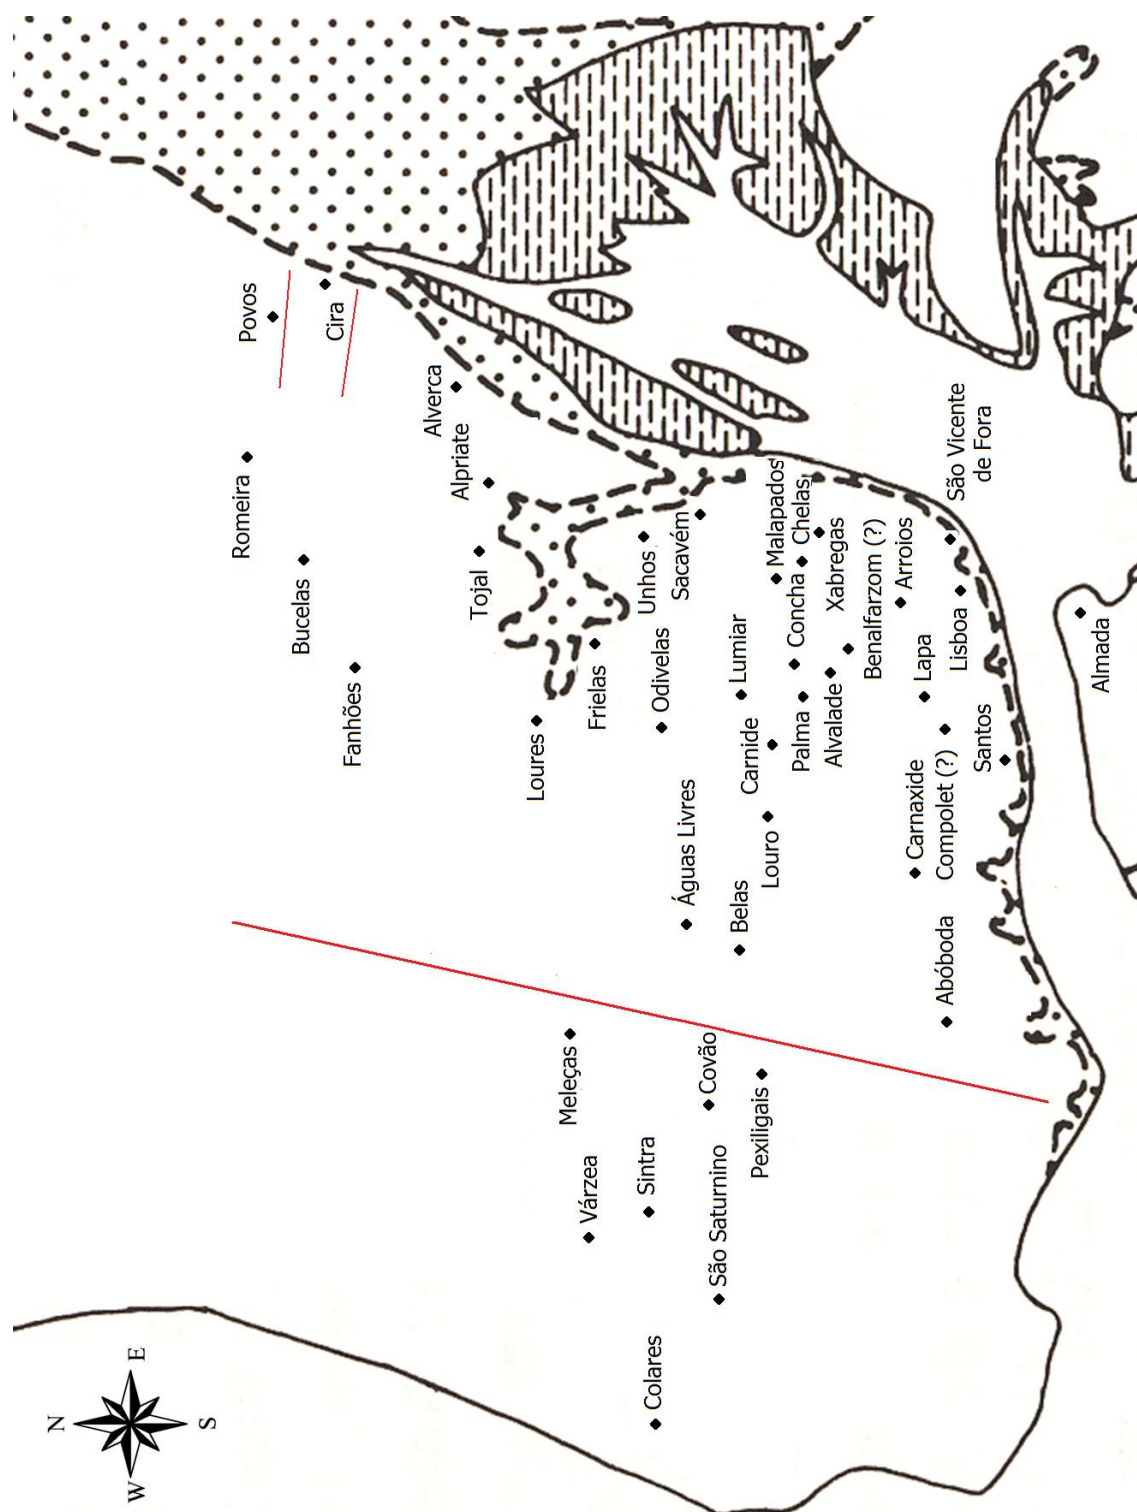 Povos
Cira
Romeira
Alverca
Alpriate
Bucelas
Tojal
Fanhões
Loures
Frielas
Unhos
Sacavém
Odivelas
Malapados
Chelas
Concha
Xabregas
Lumiar
Carnide
Palma
Alvalade
Benalfarzom (?)
Arroios
São Vicente
de Fora
Lapa
Lisboa
Almada
Santos
Compolet (?)
Carnaxide
Águas Livres
Louro
Belas
Abóboda
Meleças
Covão
Pexiligais
Várzea
Sintra
São Saturnino
Colares
N
E
S
W